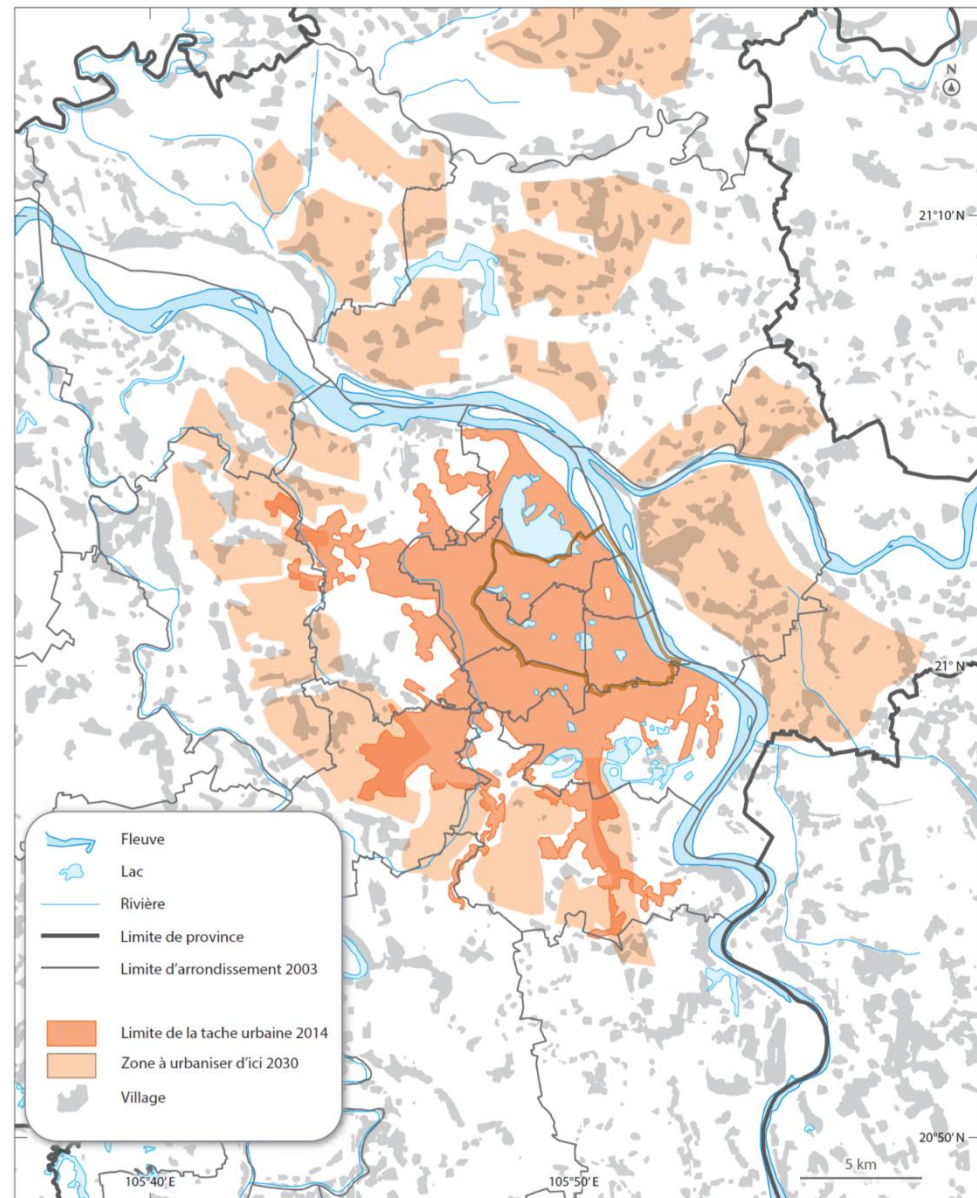 N
21°10' N
21° N
Fleuve
Lac
Rivière
Limite de province
Limite d'arrondissement 2003
Limite de la tache urbaine 2014
Zone à urbaniser d'ici 2030
Village
20°50' N
105°40' E
105°50' E
5 km